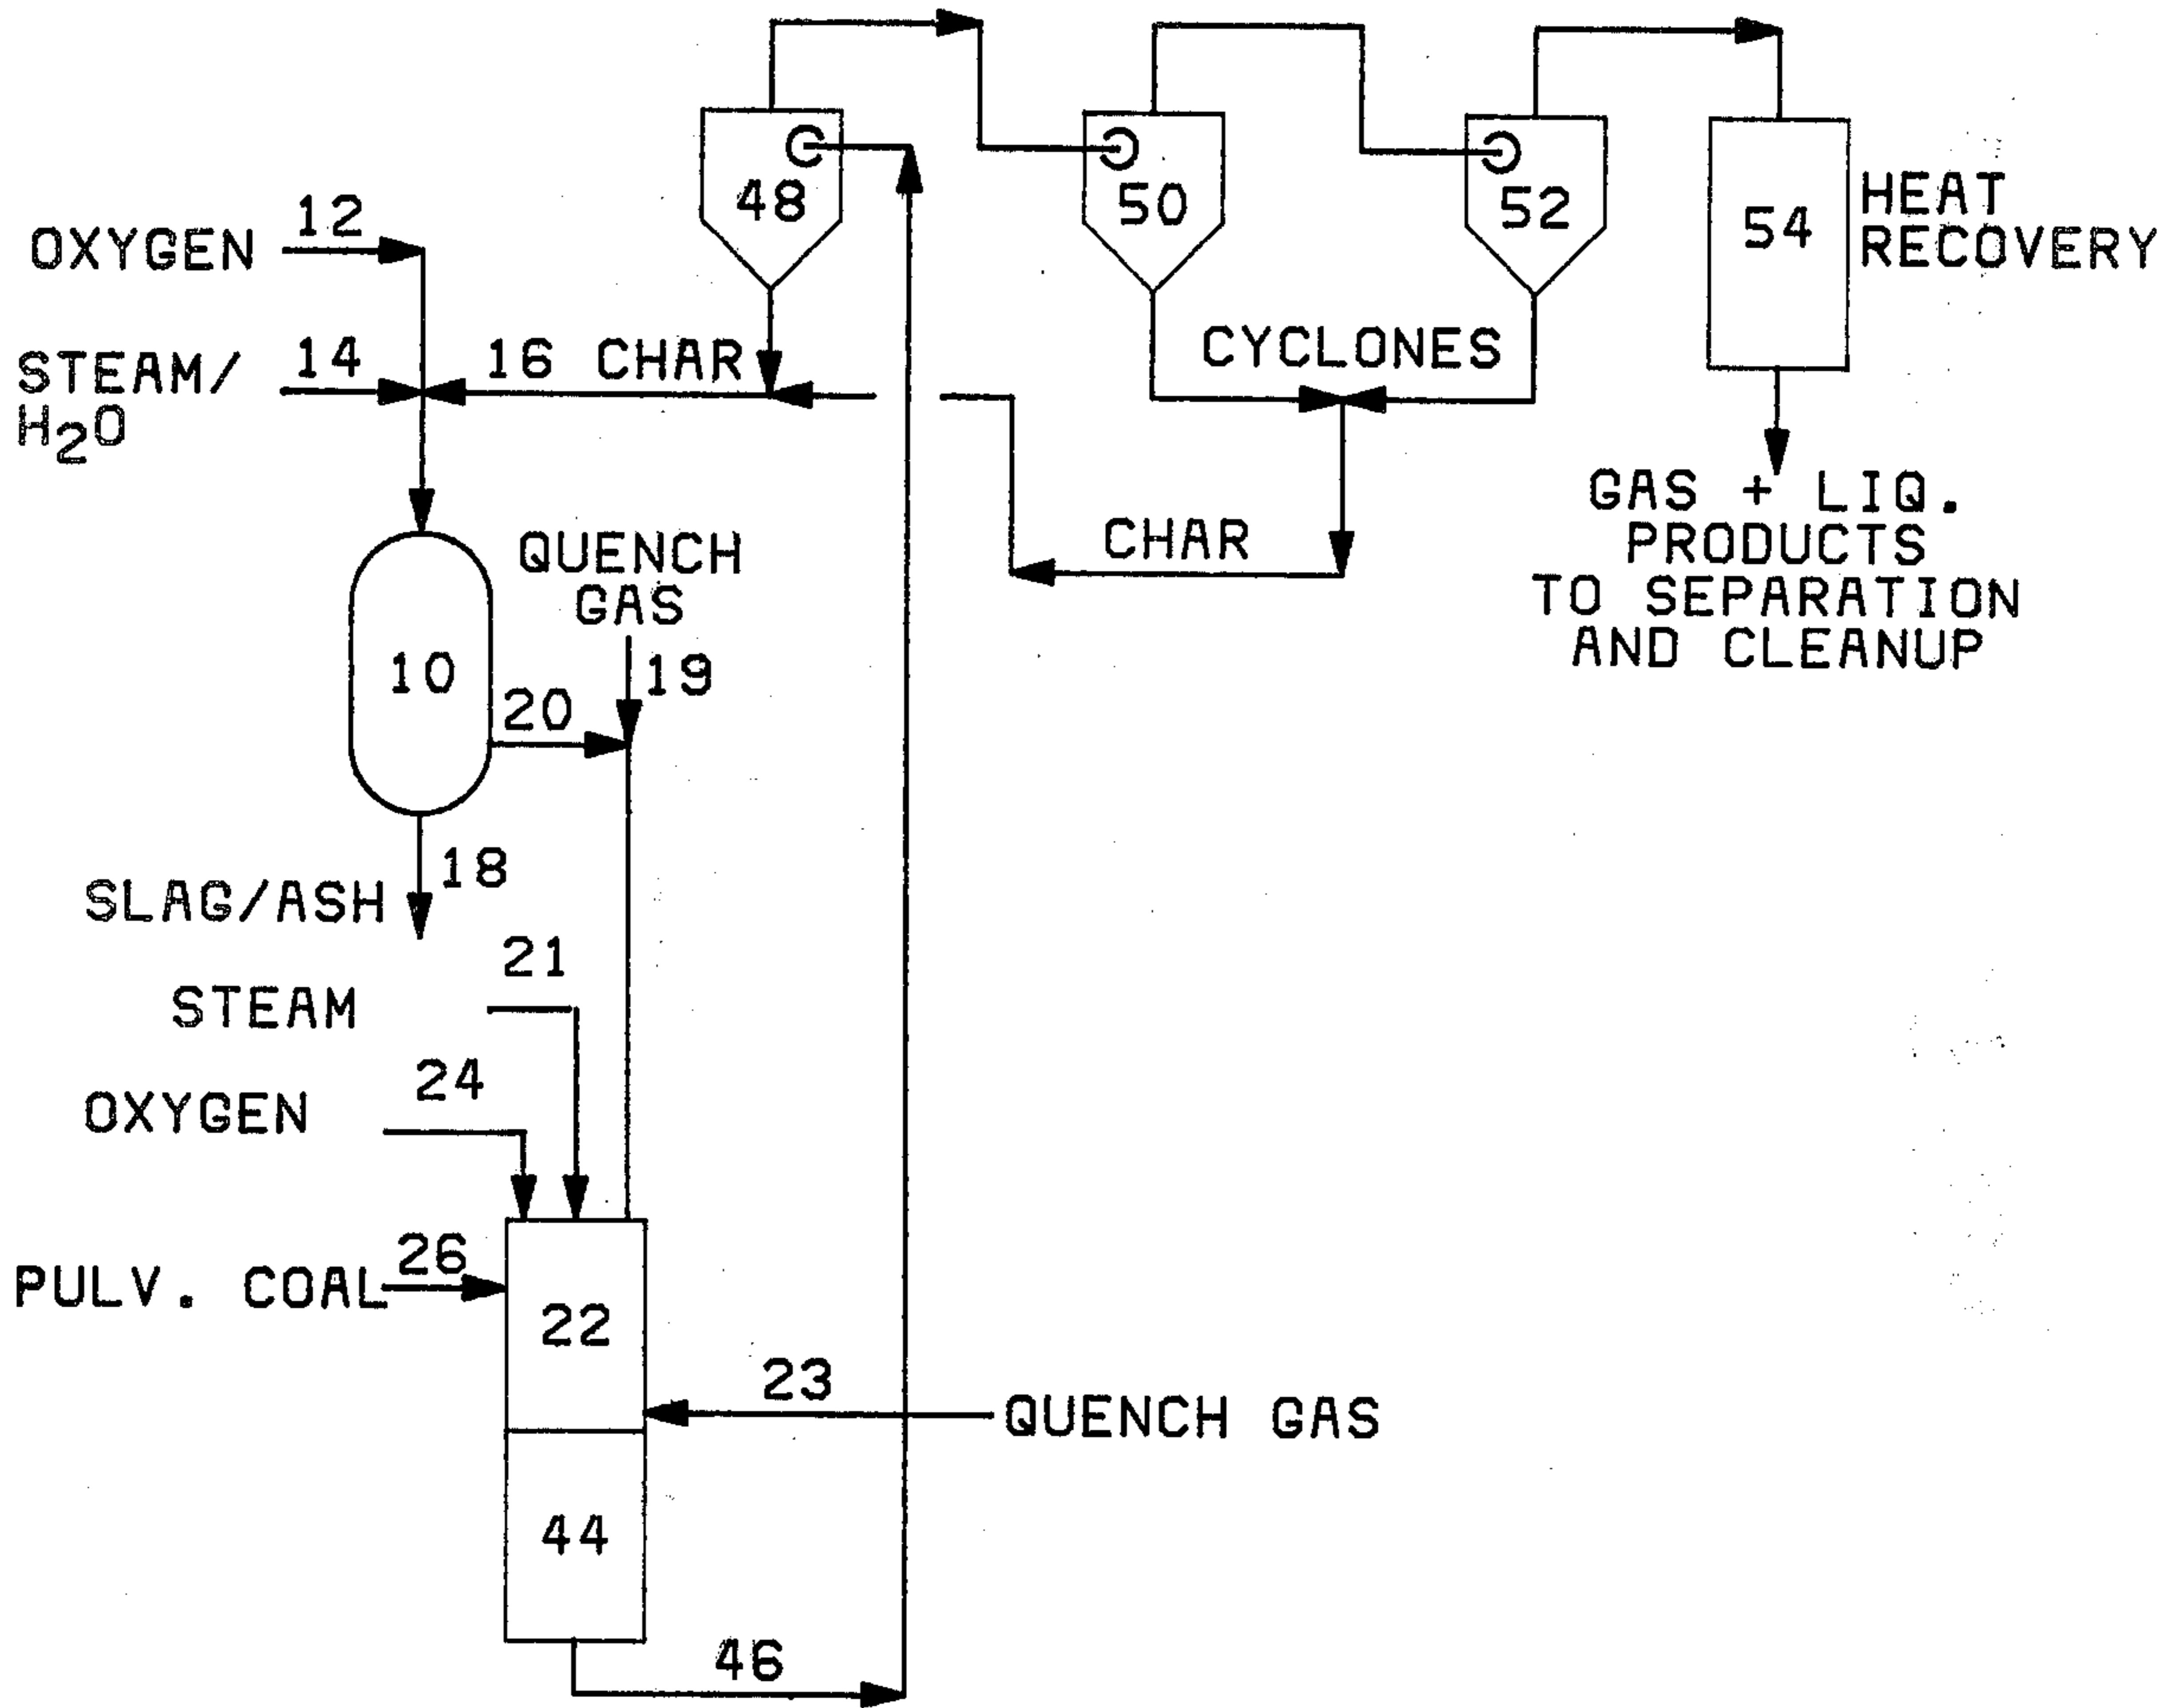 48
50
52
54
HEAT
RECOVERY
12
OXYGEN
14
STEAM/
H2O
16 CHAR
CYCLONES
GAS + LIQ.
PRODUCTS
TO SEPARATION
AND CLEANUP
CHAR
QUENCH
GAS
19
10
20
18
SLAG/ASH
21
STEAM
24
OXYGEN
26
PULV. COAL
22
23
QUENCH GAS
44
46